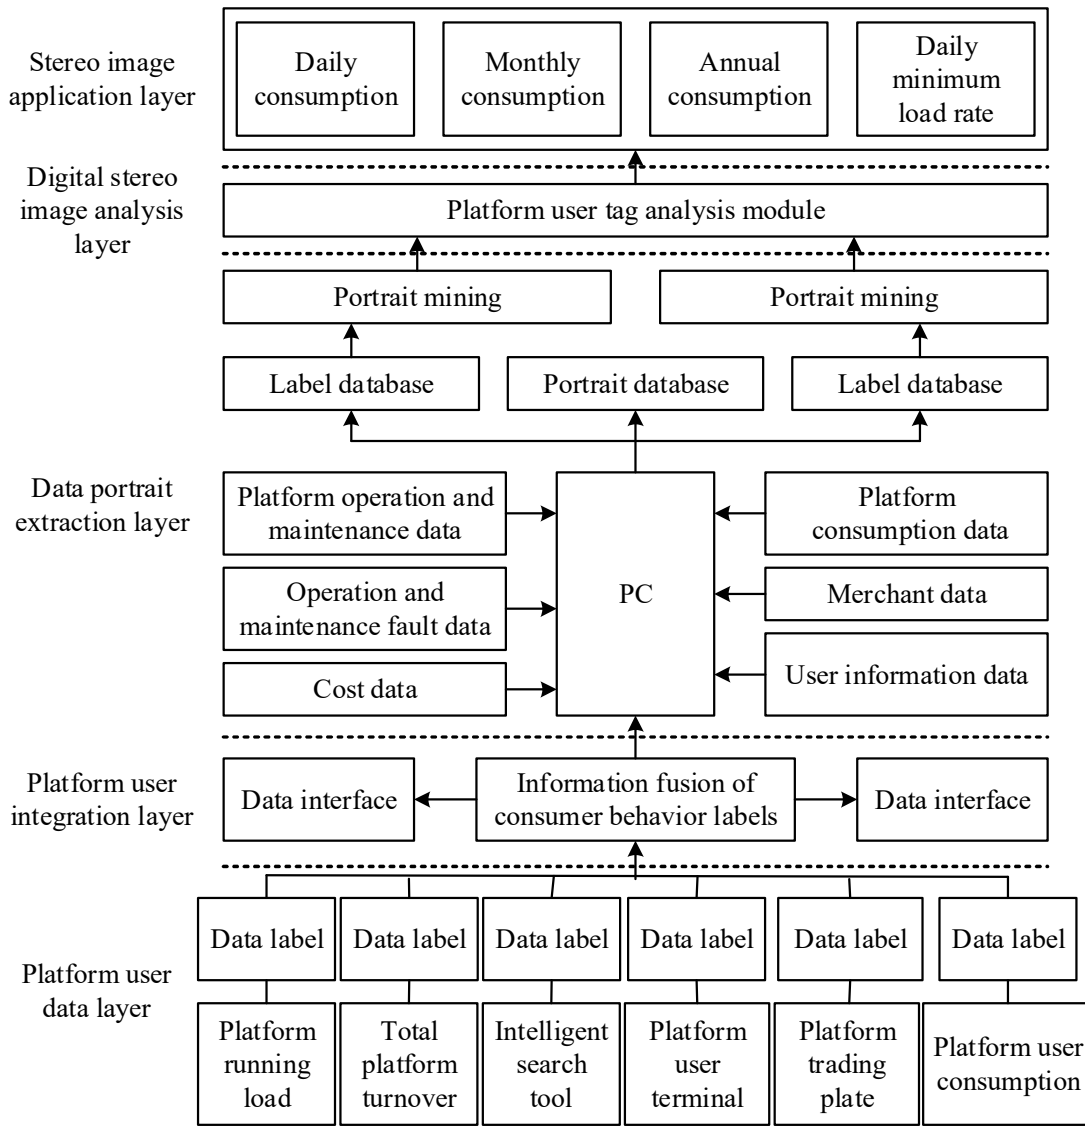 Stereo image
application layer
Daily
consumption
Monthly
consumption
Annual
consumption
Daily
minimum
load rate
Digital stereo
image analysis
layer
Platform user tag analysis module
Portrait mining
Portrait mining
Label database
Portrait database
Label database
Data portrait
extraction layer
Platform operation and
maintenance data
Operation and
maintenance fault data
Cost data
PC
Platform
consumption data
Merchant data
User information data
Platform user
integration layer
Data interface
Information fusion of
consumer behavior labels
Data interface
Platform user
data layer
Data label
Data label
Data label
Data label
Data label
Data label
Platform
running
load
Total
platform
turnover
Intelligent
search
tool
Platform
user
terminal
Platform
trading
plate
Platform user
consumption